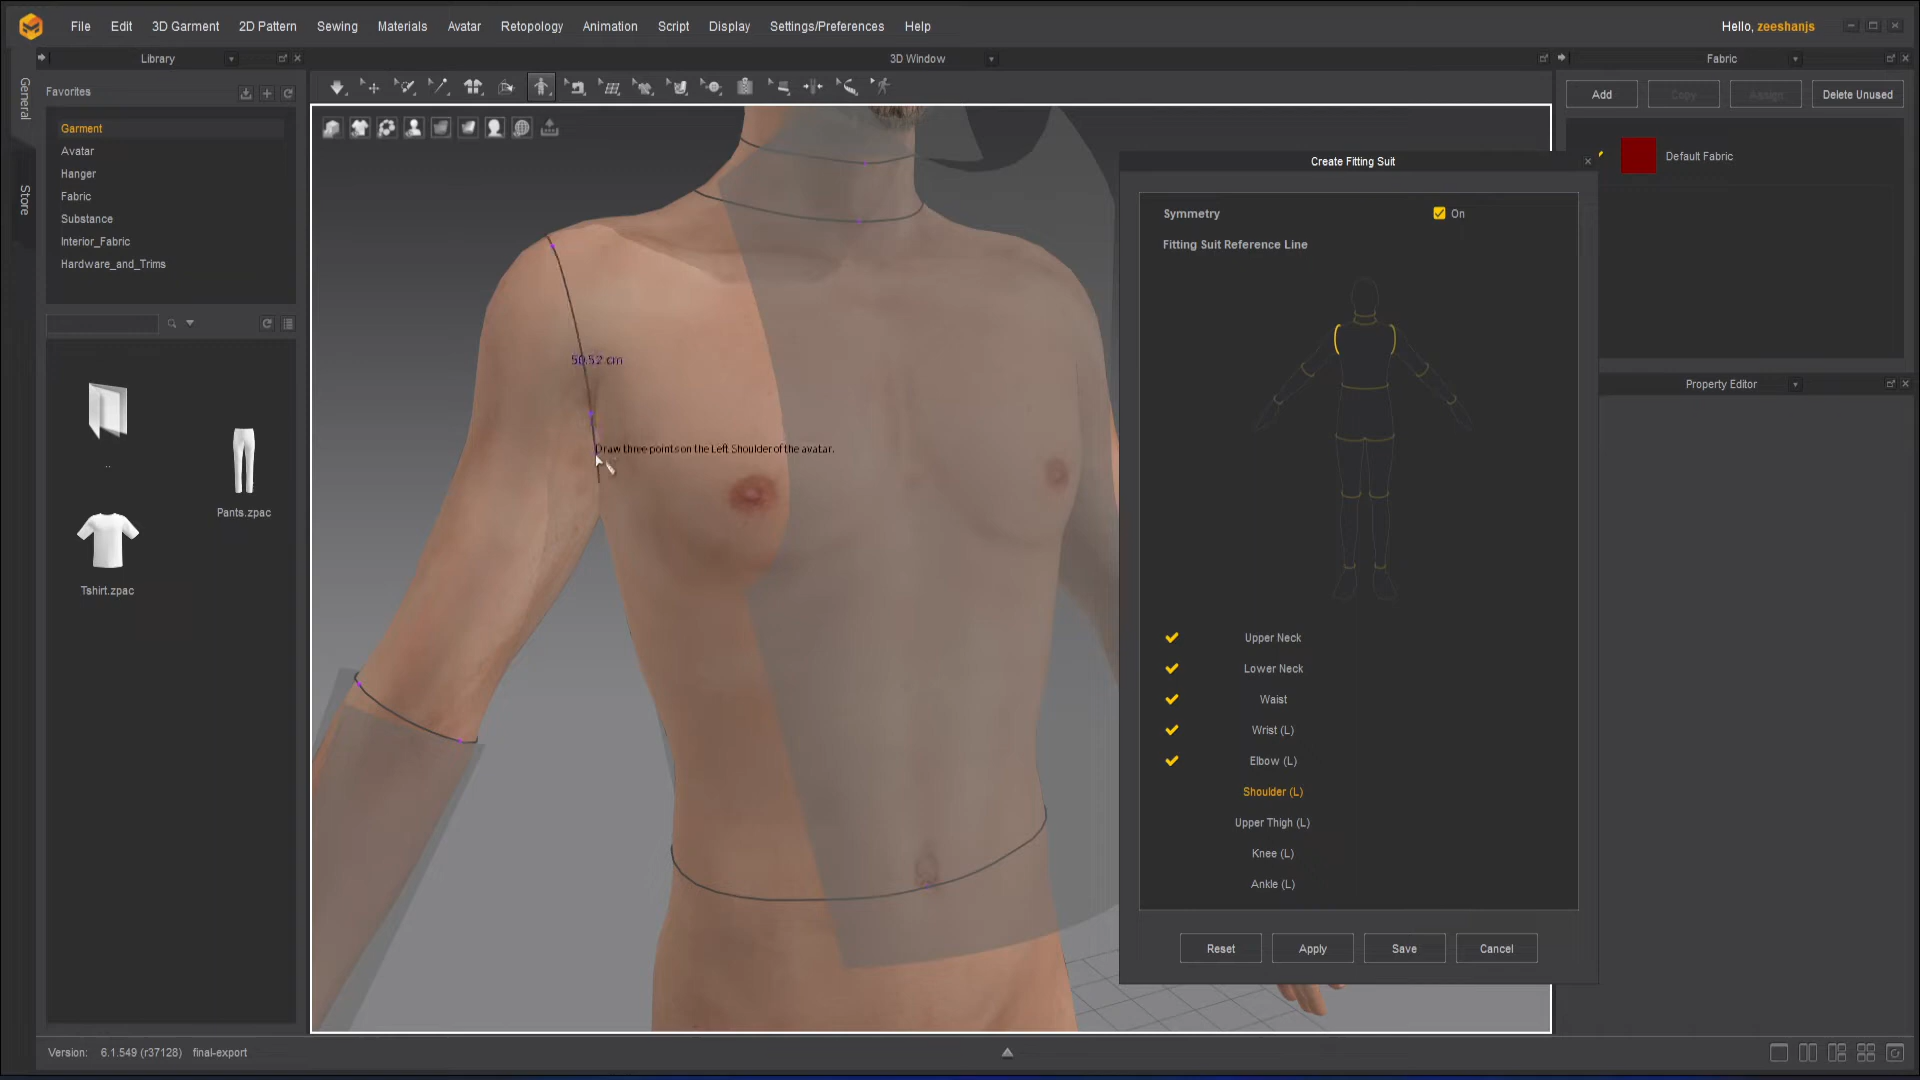 File Edit 3D Garment 2D Pattern Sewing Materials Avatar Retopology Animation Script Display Settings/Preferences Help
Hello, zeeshanjs
Library
3D Window
Fabric
General
Store
Favorites
Garment
Avatar
Hanger
Fabric
Substance
Interior_Fabric
Hardware_and_Trims
..
Pants.zpac
Tshirt.zpac
50.52 cm
Draw three points on the Left Shoulder of the avatar.
Create Fitting Suit
Symmetry
On
Fitting Suit Reference Line
Upper Neck
Lower Neck
Waist
Wrist (L)
Elbow (L)
Shoulder (L)
Upper Thigh (L)
Knee (L)
Ankle (L)
Reset Apply Save Cancel
Add Copy Assign Delete Unused
Default Fabric
Property Editor
Version: 6.1.549 (r37128) final-export